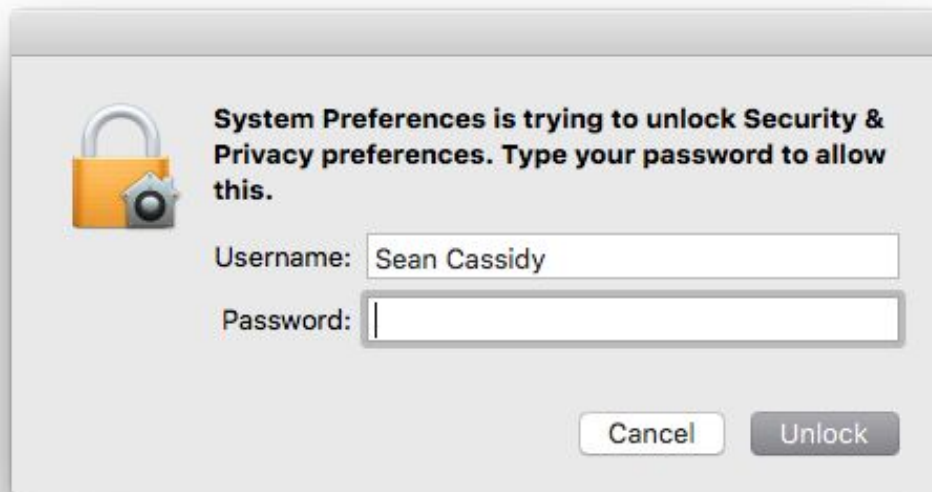 System Preferences is trying to unlock Security &
Privacy preferences. Type your password to allow
this.
Username: Sean Cassidy
Password:
Cancel Unlock